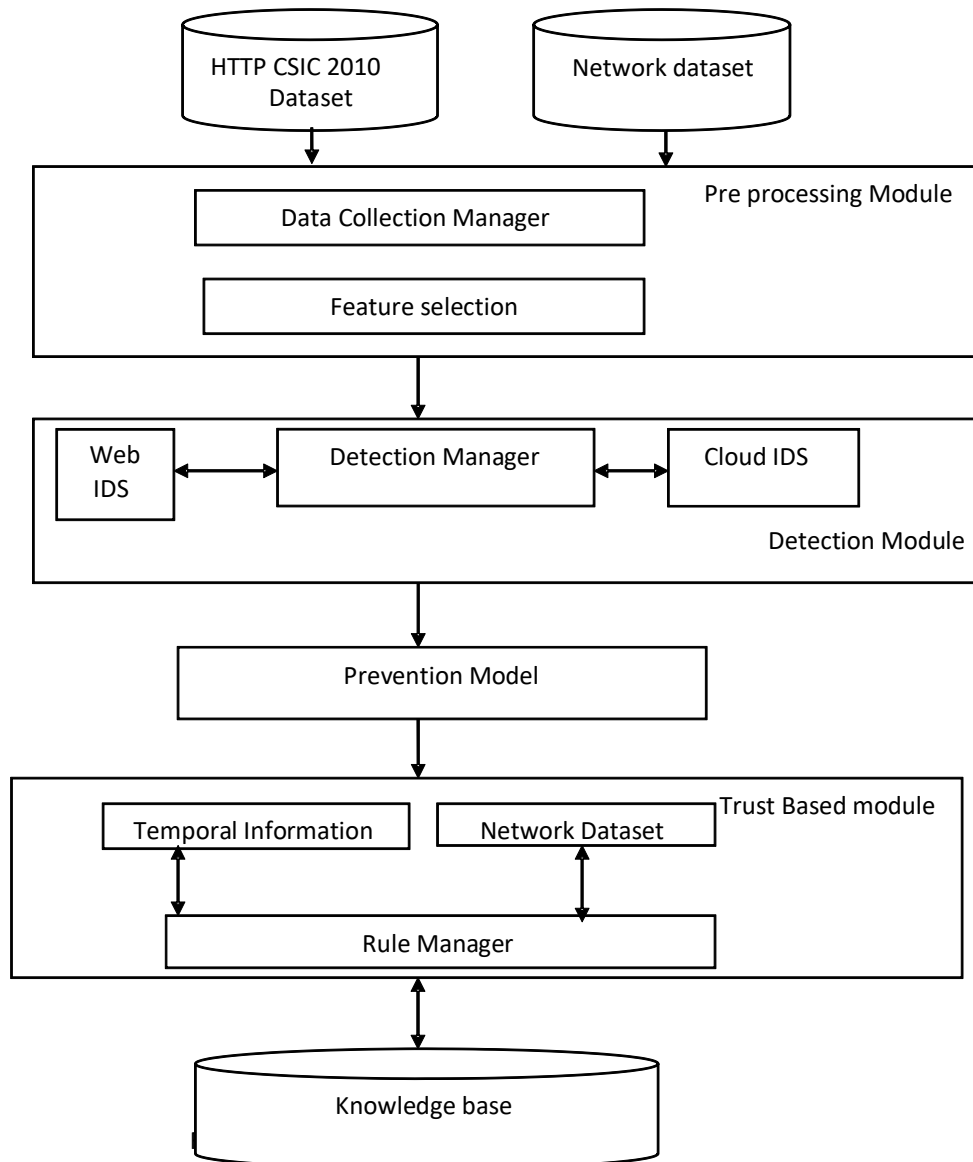 HTTP CSIC 2010
Dataset
Network dataset
Pre processing Module
Data Collection Manager
Feature selection
Web
IDS
Detection Manager
Cloud IDS
Detection Module
Prevention Model
Trust Based module
Temporal Information
Network Dataset
Rule Manager
Knowledge base